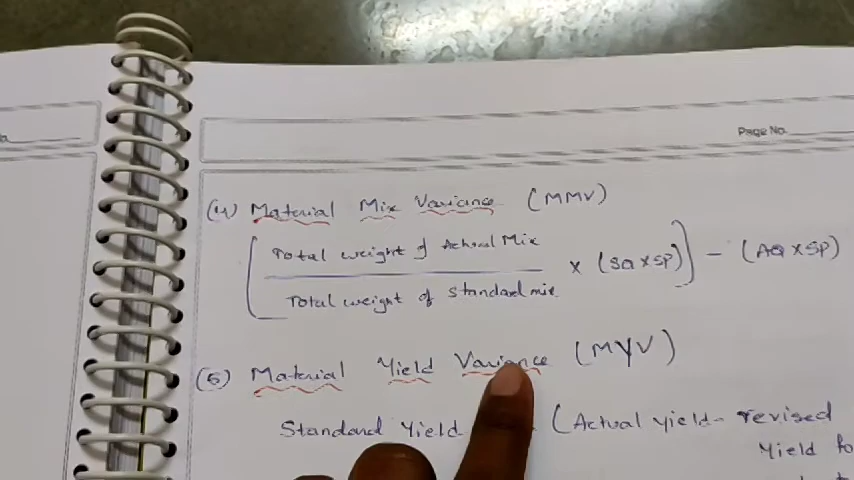 Page No.
(4) Material Mix Variance (MMV)
[Total weight of Actual Mix
Total weight of Standard mix × (SQ × SP)] - (AQ × SP)
(5) Material Yield Variance (MYV)
Standard Yield (Actual yield - revised
Yield